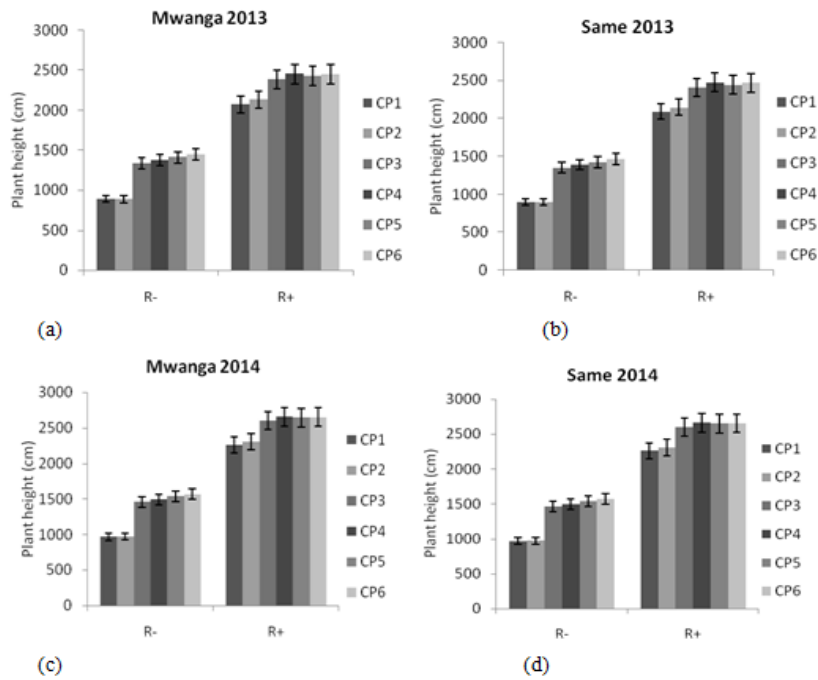 Mwanga 2013
Plant height (cm)
3000
2500
2000
1500
1000
500
0
R-
R+
CP1
CP2
CP3
CP4
CP5
CP6
(a)
Same 2013
Plant height (cm)
3000
2500
2000
1500
1000
500
0
R-
R+
CP1
CP2
CP3
CP4
CP5
CP6
(b)
Mwanga 2014
Plant height (cm)
3000
2500
2000
1500
1000
500
0
R-
R+
CP1
CP2
CP3
CP4
CP5
CP6
(c)
Same 2014
Plant height (cm)
3000
2500
2000
1500
1000
500
0
R-
R+
CP1
CP2
CP3
CP4
CP5
CP6
(d)